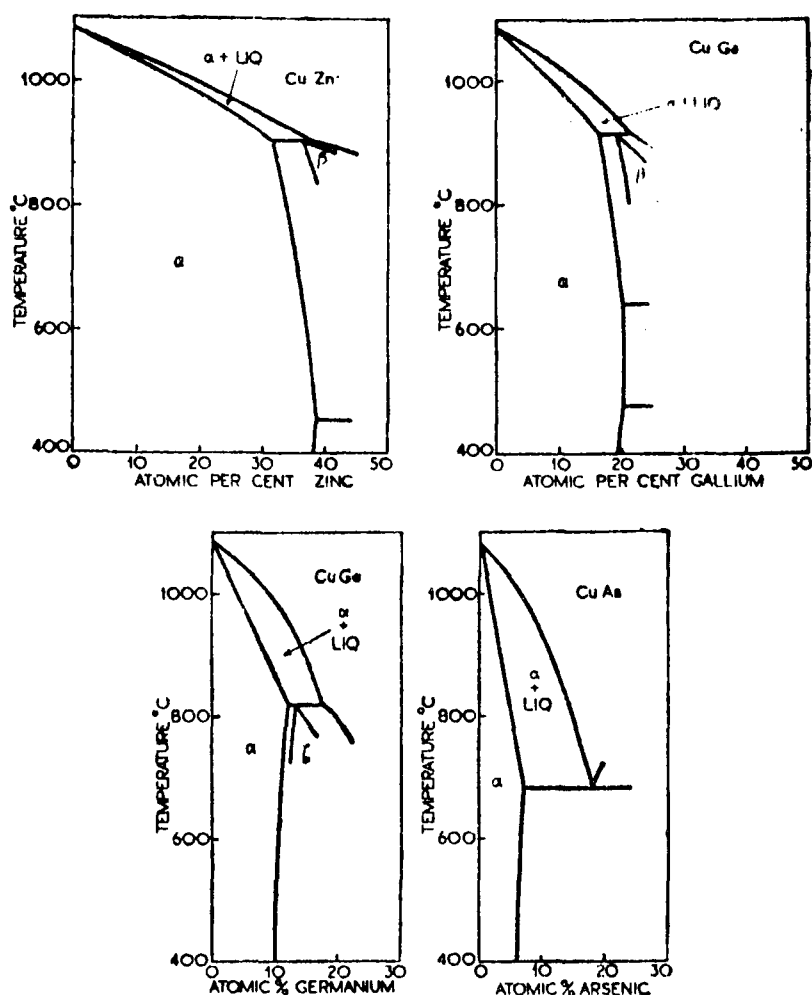 Cu Zn
α + LIQ
β
α
1000
800
600
400
TEMPERATURE °C
0 10 20 30 40 50
ATOMIC PER CENT ZINC
Cu Ga
α + LIQ
β
α
1000
800
600
400
TEMPERATURE °C
0 10 20 30 40 50
ATOMIC PER CENT GALLIUM
Cu Ge
α
+
LIQ
α
ζ
1000
800
600
400
TEMPERATURE °C
0 10 20 30
ATOMIC % GERMANIUM
Cu As
α
+
LIQ
α
1000
800
600
400
TEMPERATURE °C
0 10 20 30
ATOMIC % ARSENIC